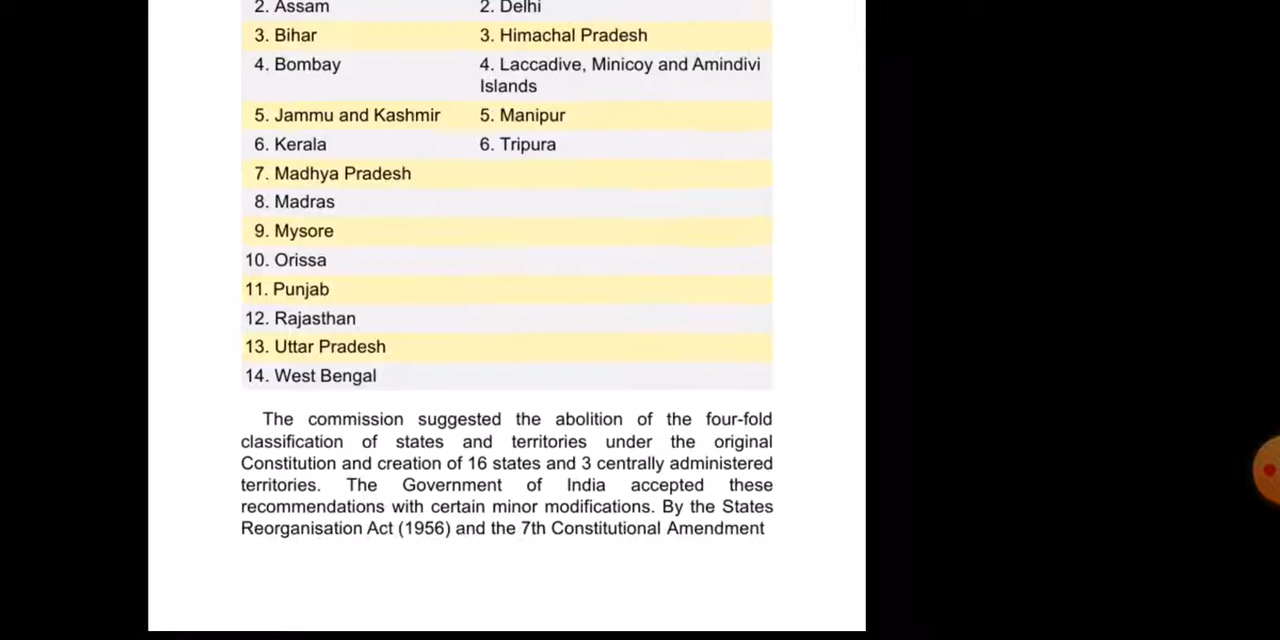 2. Assam 2. Delhi
3. Bihar 3. Himachal Pradesh
4. Bombay 4. Laccadive, Minicoy and Amindivi
Islands
5. Jammu and Kashmir 5. Manipur
6. Kerala 6. Tripura
7. Madhya Pradesh
8. Madras
9. Mysore
10. Orissa
11. Punjab
12. Rajasthan
13. Uttar Pradesh
14. West Bengal
The commission suggested the abolition of the four-fold
classification of states and territories under the original
Constitution and creation of 16 states and 3 centrally administered
territories. The Government of India accepted these
recommendations with certain minor modifications. By the States
Reorganisation Act (1956) and the 7th Constitutional Amendment